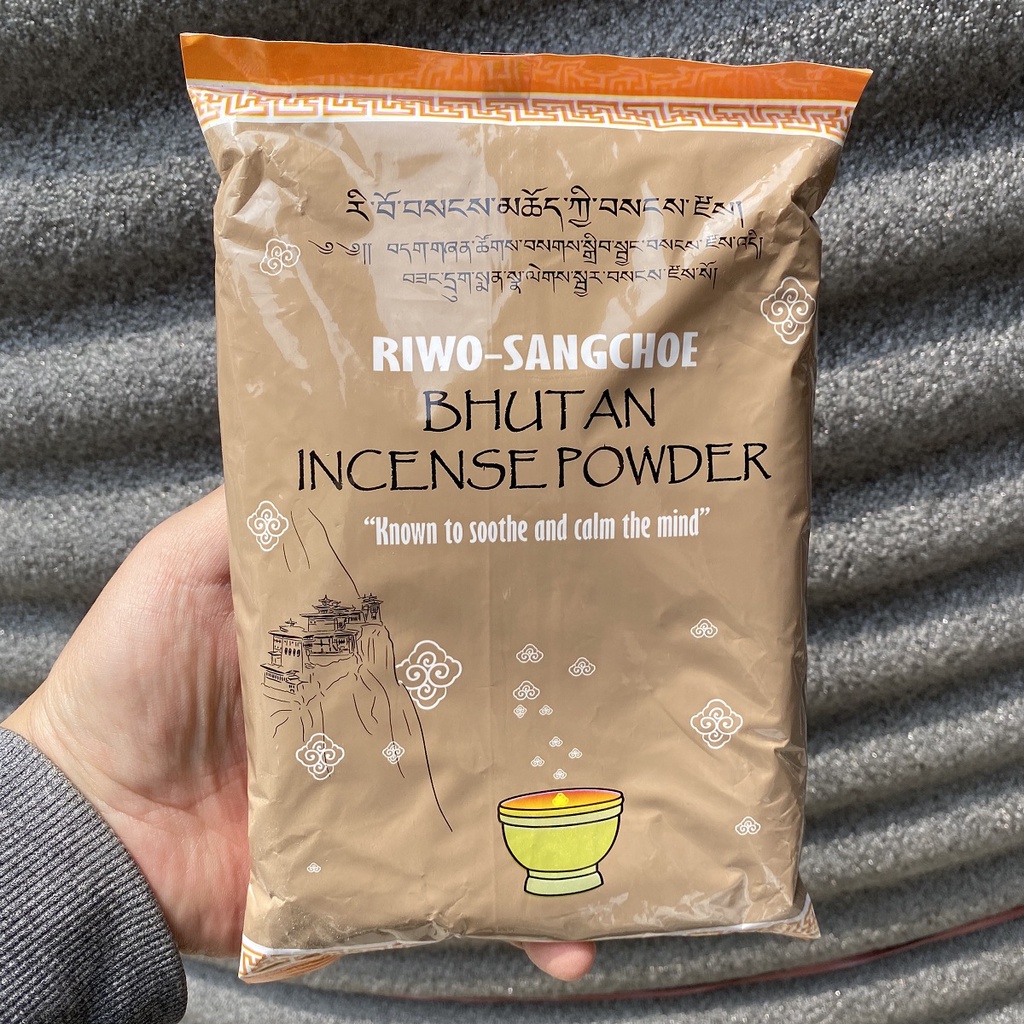 རི་བོ་བསངས་མཆོད་ཀྱི་བསངས་རྫས།
༄༅།། བདག་གཞན་ཚོགས་བསགས་སྒྲིབ་སྦྱང་བསངས་རྫས་འདི།
བཟང་དྲུག་སྨན་སྣ་ལེགས་སྦྱར་བསངས་རྫས་སོ།
RIWO-SANGCHOE
BHUTAN
INCENSE POWDER
“Known to soothe and calm the mind”